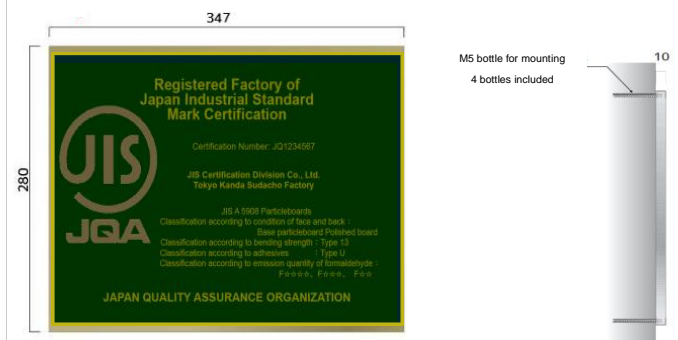 347
280
Registered Factory of
Japan Industrial Standard
Mark Certification
Certification Number: JQ1234567
JIS Certification Division Co., Ltd.
Tokyo Kanda Sudacho Factory
JIS
JQA
JIS A 5908 Particleboards
Classification according to condition of face and back :
Base particleboard Polished board
Classification according to bending strength : Type 13
Classification according to adhesives : Type U
Classification according to emission quantity of formaldehyde :
F☆☆☆☆、F☆☆☆、 F☆☆
JAPAN QUALITY ASSURANCE ORGANIZATION
M5 bottle for mounting
4 bottles included
10